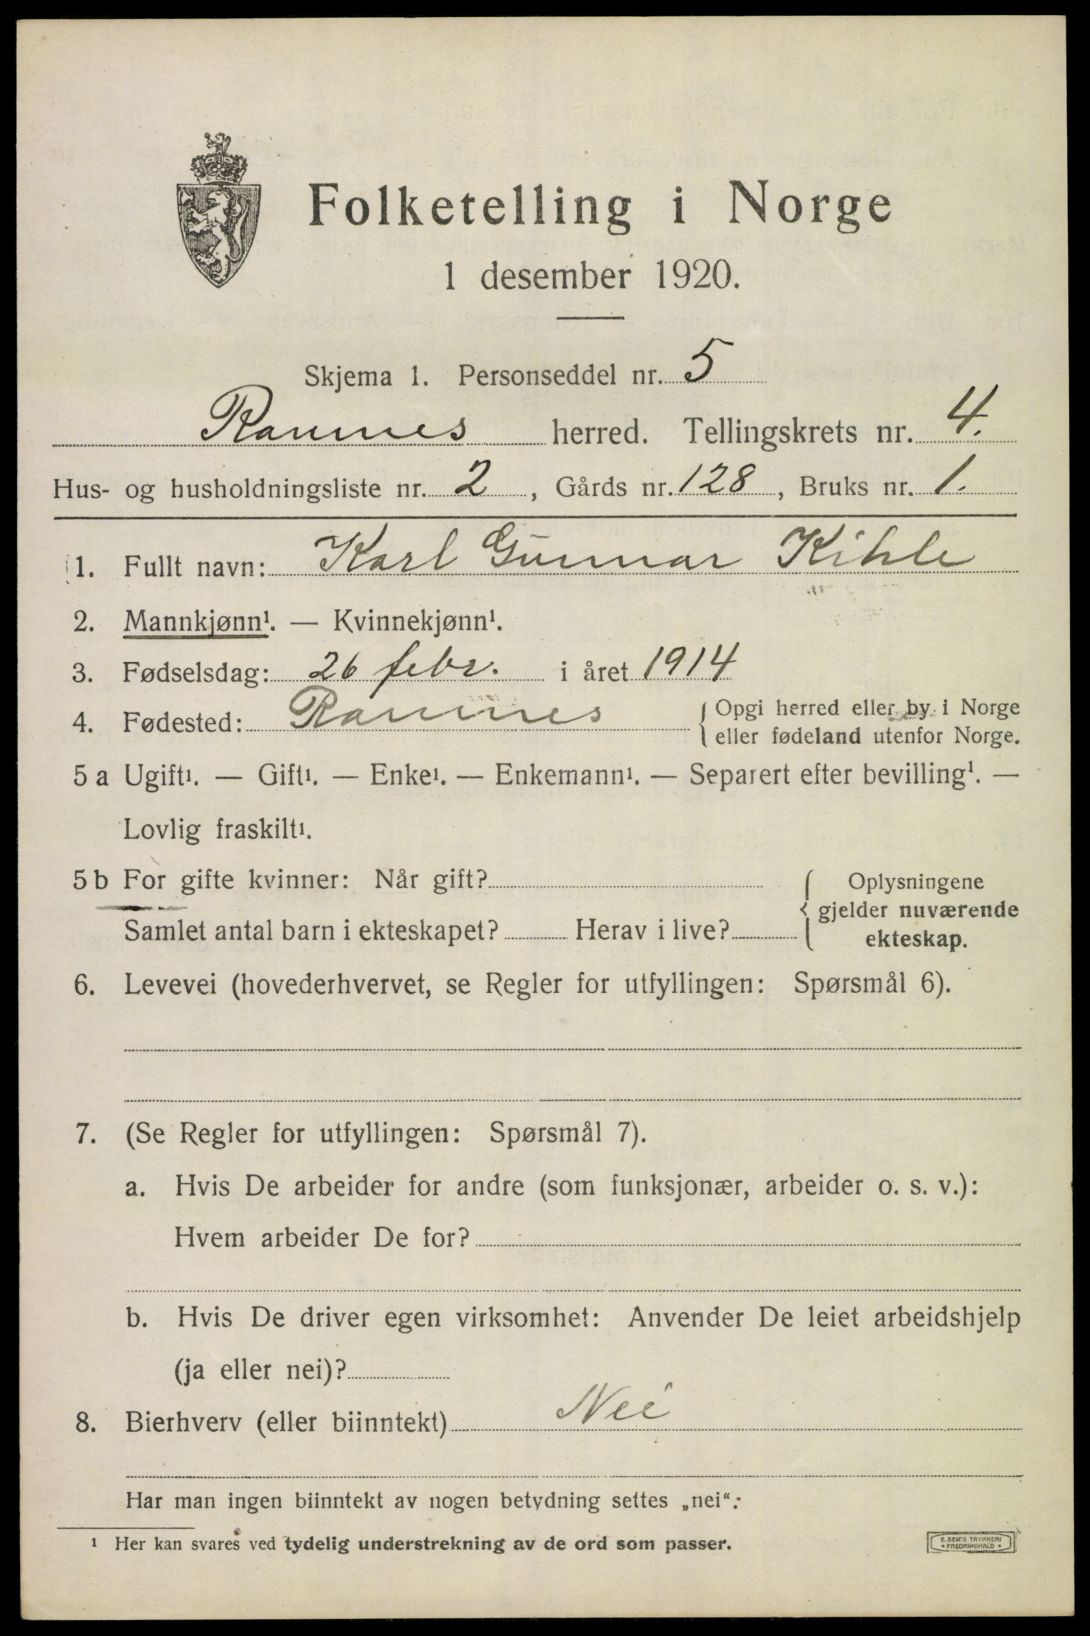 Folketelling i Norge
1 desember 1920.
Skjema 1. Personseddel nr. 5
Raumnes herred. Tellingskrets nr. 4.
Hus- og husholdningsliste nr. 2, Gårds nr. 128, Bruks nr. 1.
1. Fullt navn: Karl Gunnar Kihle
2. Mannkjønn¹. — Kvinnekjønn¹.
3. Fødselsdag: 26 febr. i året 1914
4. Fødested: Raumnes { Opgi herred eller by i Norge
eller fødeland utenfor Norge.
5 a Ugift¹. — Gift¹. — Enke¹. — Enkemann¹. — Separert efter bevilling¹. —
Lovlig fraskilt¹.
5 b For gifte kvinner: Når gift? { Oplysningene
gjelder nuværende
Samlet antal barn i ekteskapet? Herav i live? ekteskap.
6. Levevei (hovederhvervet, se Regler for utfyllingen: Spørsmål 6).
7. (Se Regler for utfyllingen: Spørsmål 7).
a. Hvis De arbeider for andre (som funksjonær, arbeider o. s. v.):
Hvem arbeider De for?
b. Hvis De driver egen virksomhet: Anvender De leiet arbeidshjelp
(ja eller nei)?
8. Bierhverv (eller biinntekt) Nei
Har man ingen biinntekt av nogen betydning settes „nei“.
¹ Her kan svares ved tydelig understrekning av de ord som passer.
E. SEM'S TRYKKERI
• FREDRIKSHALD •